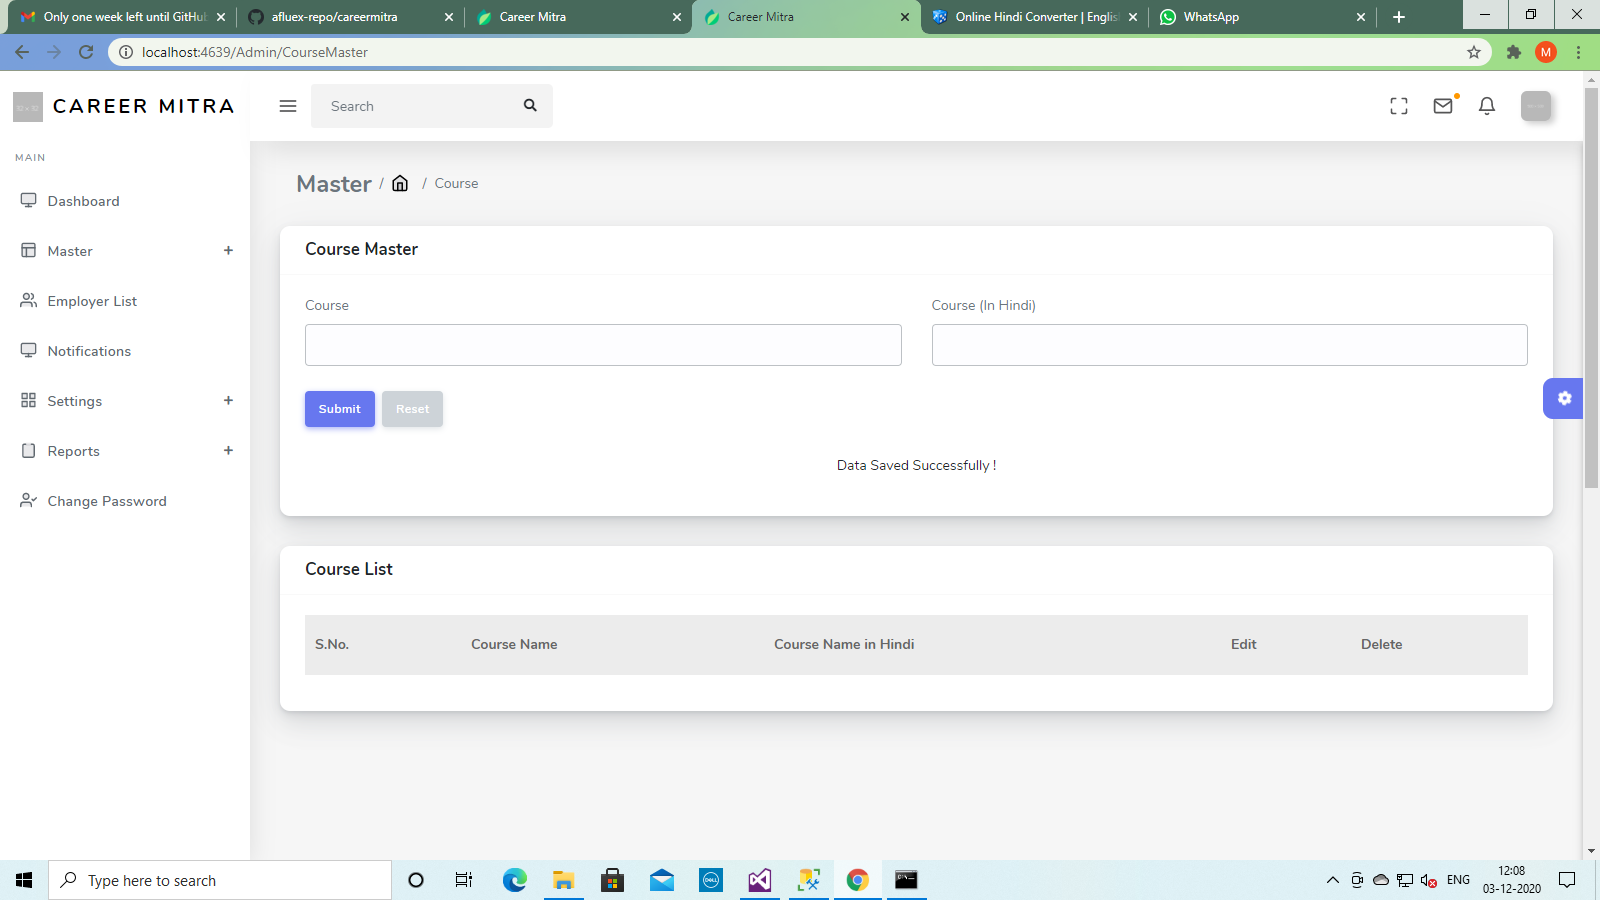 Only one week left until GitHub
afluex-repo/careermitra
Career Mitra
Career Mitra
Online Hindi Converter | Englis
WhatsApp
localhost:4639/Admin/CourseMaster
M
CAREER MITRA
Search
MAIN
Dashboard
Master +
Employer List
Notifications
Settings +
Reports +
Change Password
Master / / Course
Course Master
Course
Course (In Hindi)
Submit
Reset
Data Saved Successfully !
Course List
S.No. Course Name Course Name in Hindi Edit Delete
Type here to search
DELL
ENG
12:08
03-12-2020